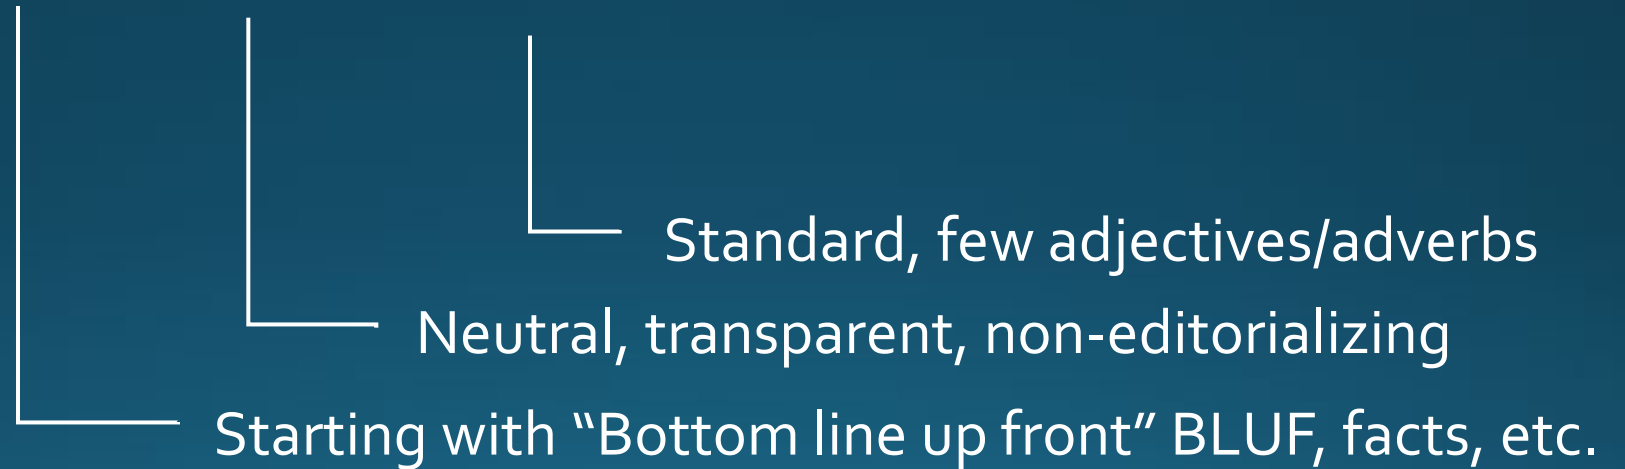 Standard, few adjectives/adverbs
Neutral, transparent, non-editorializing
Starting with “Bottom line up front” BLUF, facts, etc.